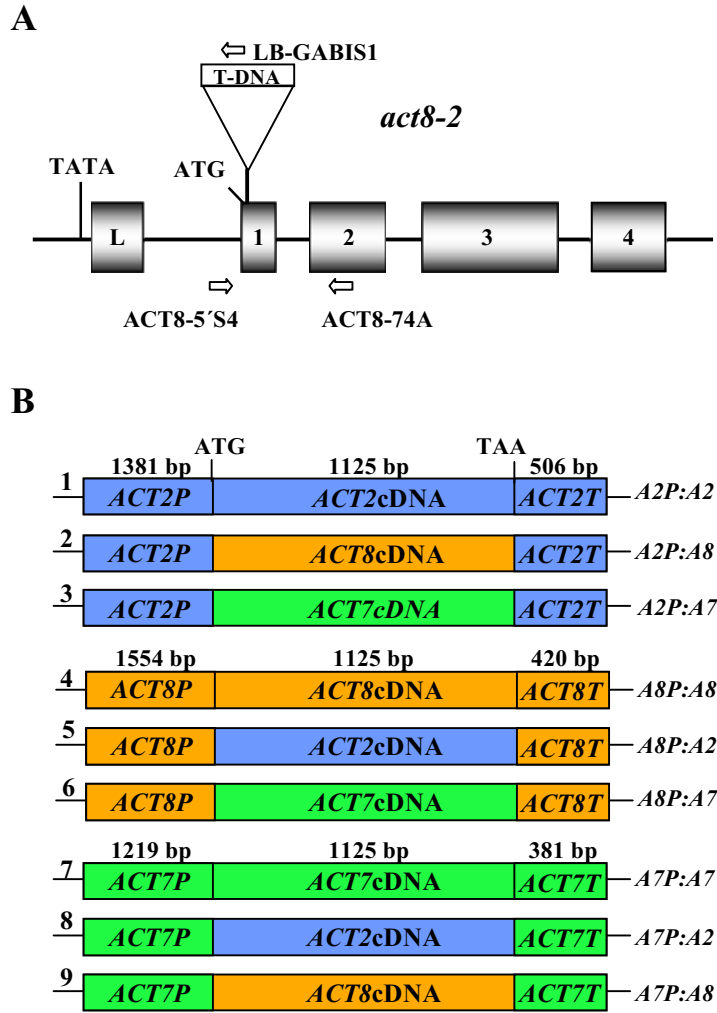 A
LB-GABIS1
T-DNA
act8-2
TATA
ATG
L 1 2 3 4
ACT8-5´S4 ACT8-74A
B
ATG TAA
1381 bp 1125 bp 506 bp
1 ACT2P ACT2cDNA ACT2T A2P:A2
2 ACT2P ACT8cDNA ACT2T A2P:A8
3 ACT2P ACT7cDNA ACT2T A2P:A7
1554 bp 1125 bp 420 bp
4 ACT8P ACT8cDNA ACT8T A8P:A8
5 ACT8P ACT2cDNA ACT8T A8P:A2
6 ACT8P ACT7cDNA ACT8T A8P:A7
1219 bp 1125 bp 381 bp
7 ACT7P ACT7cDNA ACT7T A7P:A7
8 ACT7P ACT2cDNA ACT7T A7P:A2
9 ACT7P ACT8cDNA ACT7T A7P:A8